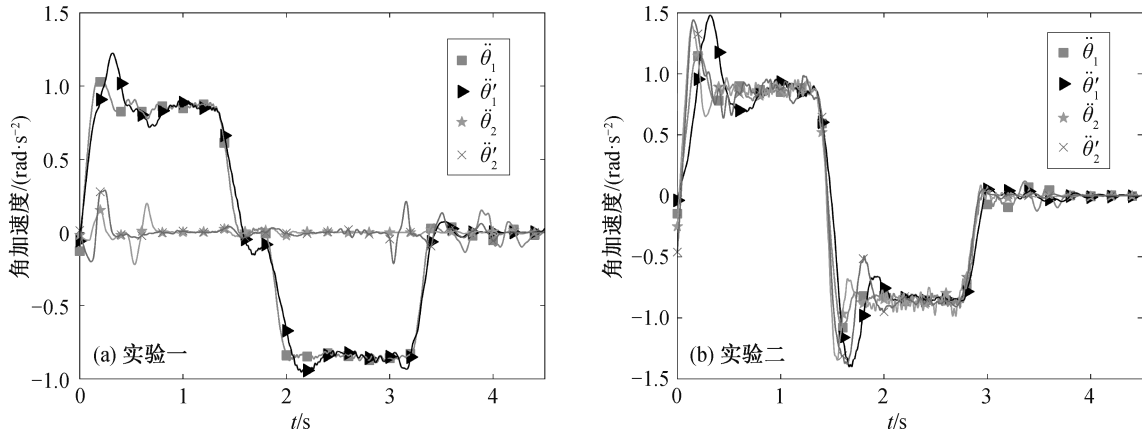 1.5
1.0
0.5
0
−0.5
−1.0
角加速度/(rad·s⁻²)
θ̈₁
θ̈′₁
θ̈₂
θ̈′₂
(a) 实验一
0 1 2 3 4
t/s
1.5
1.0
0.5
0
−0.5
−1.0
−1.5
角加速度/(rad·s⁻²)
θ̈₁
θ̈′₁
θ̈₂
θ̈′₂
(b) 实验二
0 1 2 3 4
t/s